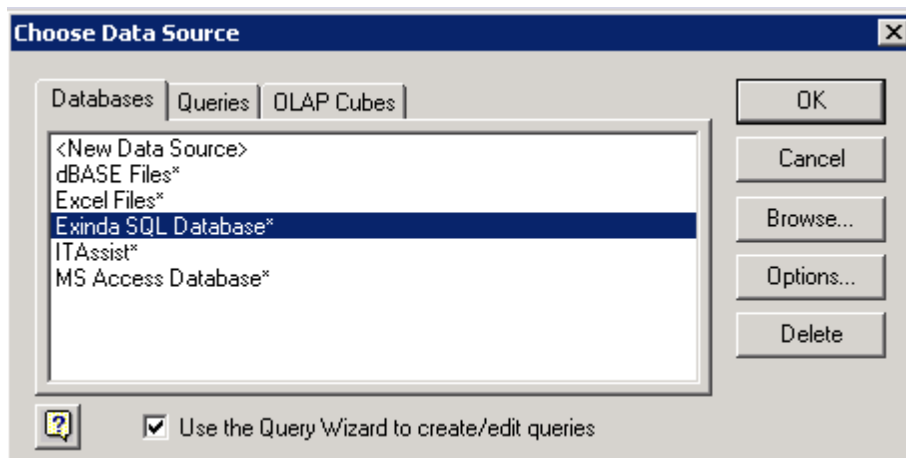 Choose Data Source
Databases Queries OLAP Cubes
<New Data Source>
dBASE Files*
Excel Files*
Exinda SQL Database*
ITAssist*
MS Access Database*
OK
Cancel
Browse...
Options...
Delete
Use the Query Wizard to create/edit queries